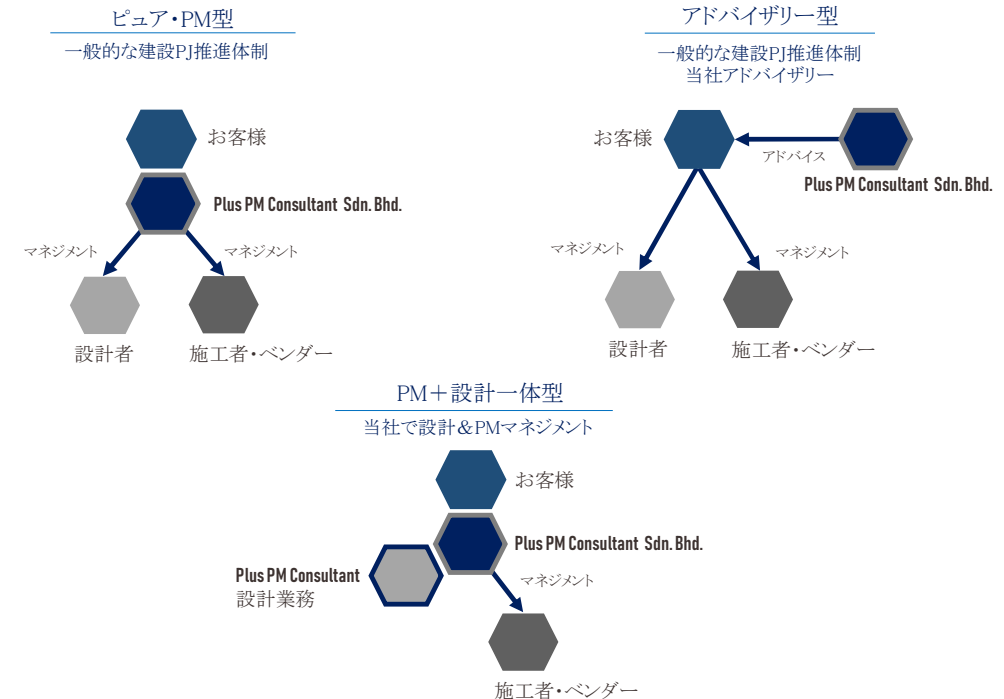 ピュア・PM型
一般的な建設PJ推進体制
お客様
Plus PM Consultant Sdn. Bhd.
マネジメント
マネジメント
設計者
施工者・ベンダー
アドバイザリー型
一般的な建設PJ推進体制
当社アドバイザリー
お客様
アドバイス
Plus PM Consultant Sdn. Bhd.
マネジメント
マネジメント
設計者
施工者・ベンダー
PM＋設計一体型
当社で設計＆PMマネジメント
お客様
Plus PM Consultant Sdn. Bhd.
Plus PM Consultant
設計業務
マネジメント
施工者・ベンダー